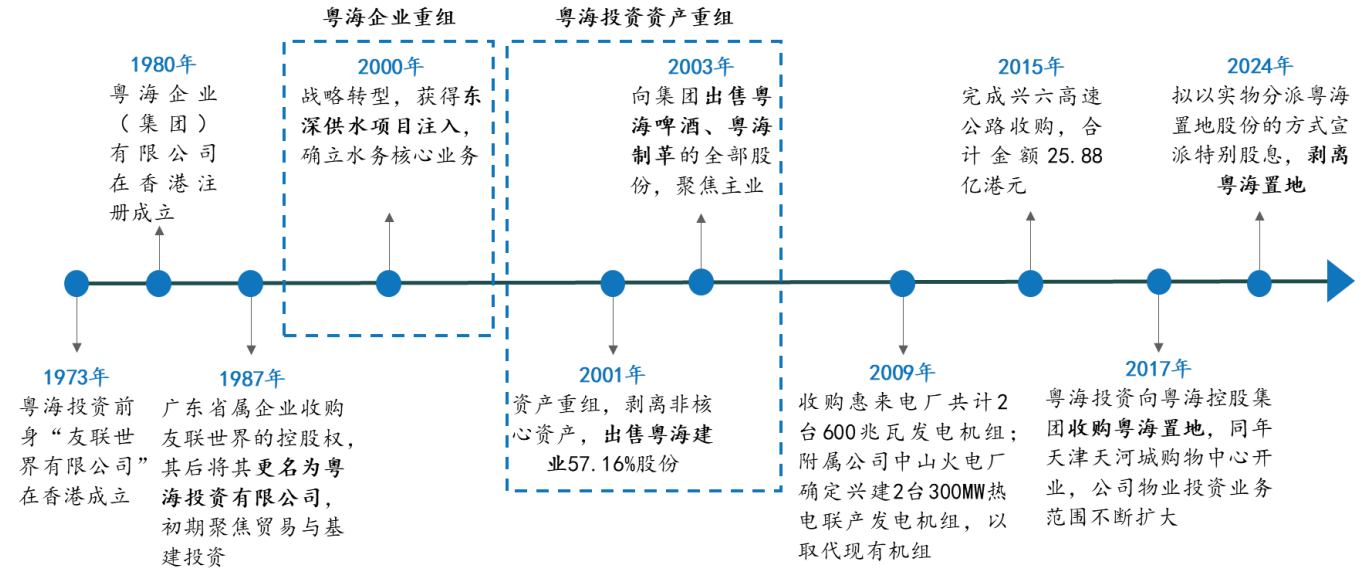 粤海企业重组
粤海投资资产重组
1980年
粤海企业
（集团）
有限公司
在香港注
册成立
2000年
战略转型，获得东
深供水项目注入，
确立水务核心业务
2003年
向集团出售粤
海啤酒、粤海
制革的全部股
份，聚焦主业
2015年
完成兴六高速
公路收购，合
计金额25.88
亿港元
2024年
拟以实物分派粤海
置地股份的方式宣
派特别股息，剥离
粤海置地
1973年
粤海投资前
身“友联世
界有限公司”
在香港成立
1987年
广东省属企业收购
友联世界的控股权，
其后将其更名为粤
海投资有限公司，
初期聚焦贸易与基
建投资
2001年
资产重组，剥离非核
心资产，出售粤海建
业57.16%股份
2009年
收购惠来电厂共计2
台600兆瓦发电机组；
附属公司中山火电厂
确定兴建2台300MW热
电联产发电机组，以
取代现有机组
2017年
粤海投资向粤海控股集
团收购粤海置地，同年
天津天河城购物中心开
业，公司物业投资业务
范围不断扩大